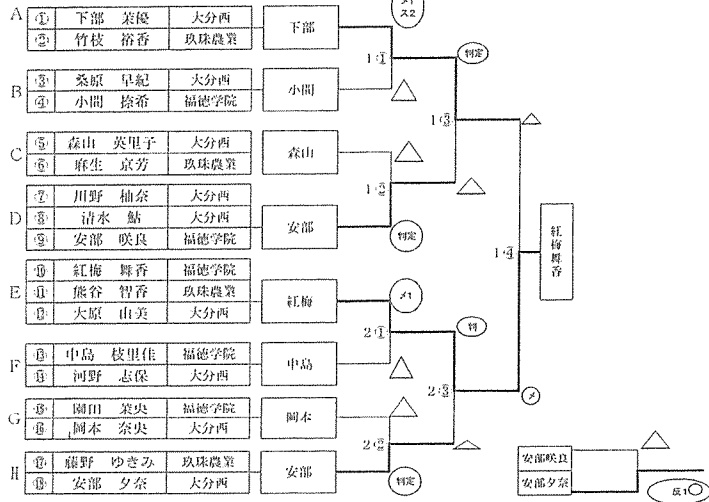 メ1
ス2
A ① 下部 茉優 大分西
② 竹枝 裕香 玖珠農業
下部
1-① 判定
B ③ 桑原 早紀 大分西
④ 小間 捺希 福徳学院
小間
1-③
C ⑤ 森山 英里子 大分西
⑥ 麻生 京芳 玖珠農業
森山
1-②
D ⑦ 川野 柚奈 大分西
⑧ 清水 鮎 大分西
⑨ 安部 咲良 福徳学院
安部
判定
1-④
紅梅舞香
E ⑩ 紅梅 舞香 福徳学院
⑪ 熊谷 智香 玖珠農業
⑫ 大原 由美 大分西
紅梅
メ1
2-① 判
F ⑬ 中島 枝里佳 福徳学院
⑭ 河野 志保 大分西
中島
2-③ メ
G ⑮ 園田 菜央 福徳学院
⑯ 岡本 奈央 大分西
岡本
2-②
H ⑰ 藤野 ゆきみ 玖珠農業
⑱ 安部 夕奈 大分西
安部
判定
安部咲良
安部夕奈
反1